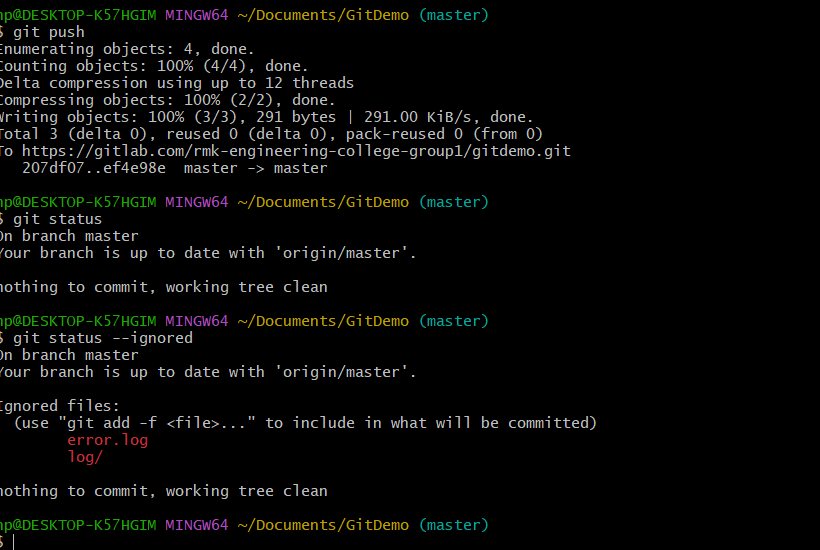 hp@DESKTOP-K57HGIM MINGW64 ~/Documents/GitDemo (master)
$ git push
Enumerating objects: 4, done.
Counting objects: 100% (4/4), done.
Delta compression using up to 12 threads
Compressing objects: 100% (2/2), done.
Writing objects: 100% (3/3), 291 bytes | 291.00 KiB/s, done.
Total 3 (delta 0), reused 0 (delta 0), pack-reused 0 (from 0)
To https://gitlab.com/rmk-engineering-college-group1/gitdemo.git
   207df07..ef4e98e  master -> master

hp@DESKTOP-K57HGIM MINGW64 ~/Documents/GitDemo (master)
$ git status
On branch master
Your branch is up to date with 'origin/master'.

nothing to commit, working tree clean

hp@DESKTOP-K57HGIM MINGW64 ~/Documents/GitDemo (master)
$ git status --ignored
On branch master
Your branch is up to date with 'origin/master'.

Ignored files:
  (use "git add -f <file>..." to include in what will be committed)
        error.log
        log/

nothing to commit, working tree clean

hp@DESKTOP-K57HGIM MINGW64 ~/Documents/GitDemo (master)
$